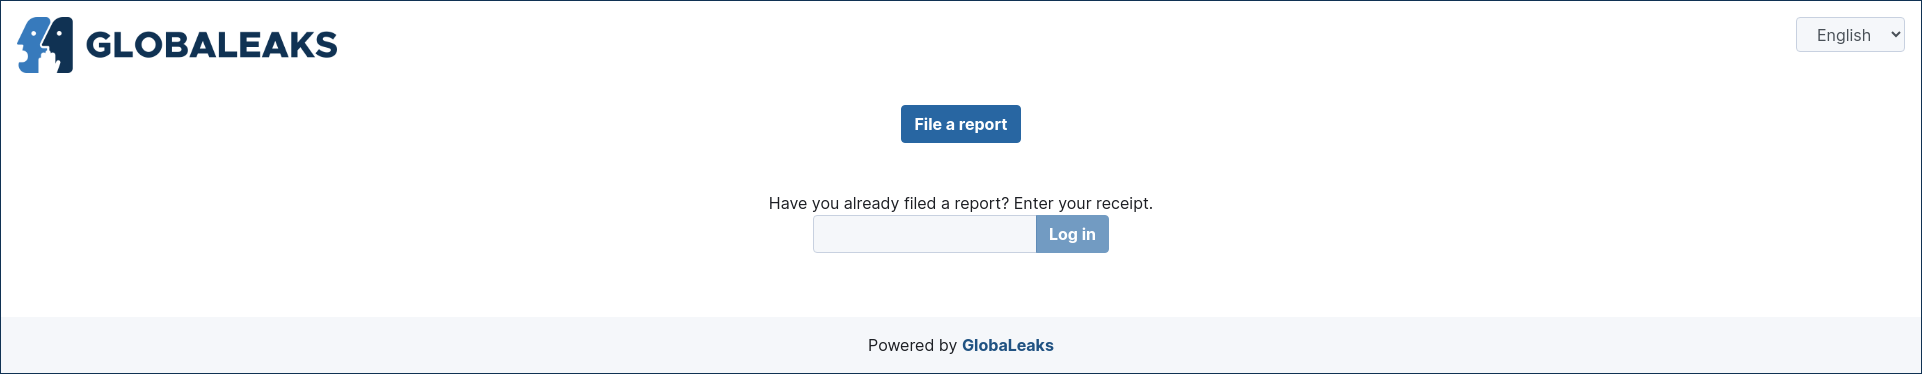 GLOBALEAKS
English
File a report
Have you already filed a report? Enter your receipt.
Log in
Powered by GlobaLeaks